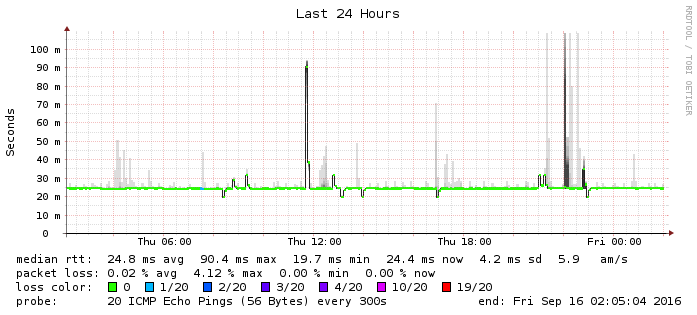 Last 24 Hours
RRDTOOL / TOBI OETIKER
Seconds
100 m
90 m
80 m
70 m
60 m
50 m
40 m
30 m
20 m
10 m
0
Thu 06:00 Thu 12:00 Thu 18:00 Fri 00:00
median rtt: 24.8 ms avg 90.4 ms max 19.7 ms min 24.4 ms now 4.2 ms sd 5.9 am/s
packet loss: 0.02 % avg 4.12 % max 0.00 % min 0.00 % now
loss color: 0 1/20 2/20 3/20 4/20 10/20 19/20
probe: 20 ICMP Echo Pings (56 Bytes) every 300s end: Fri Sep 16 02:05:04 2016